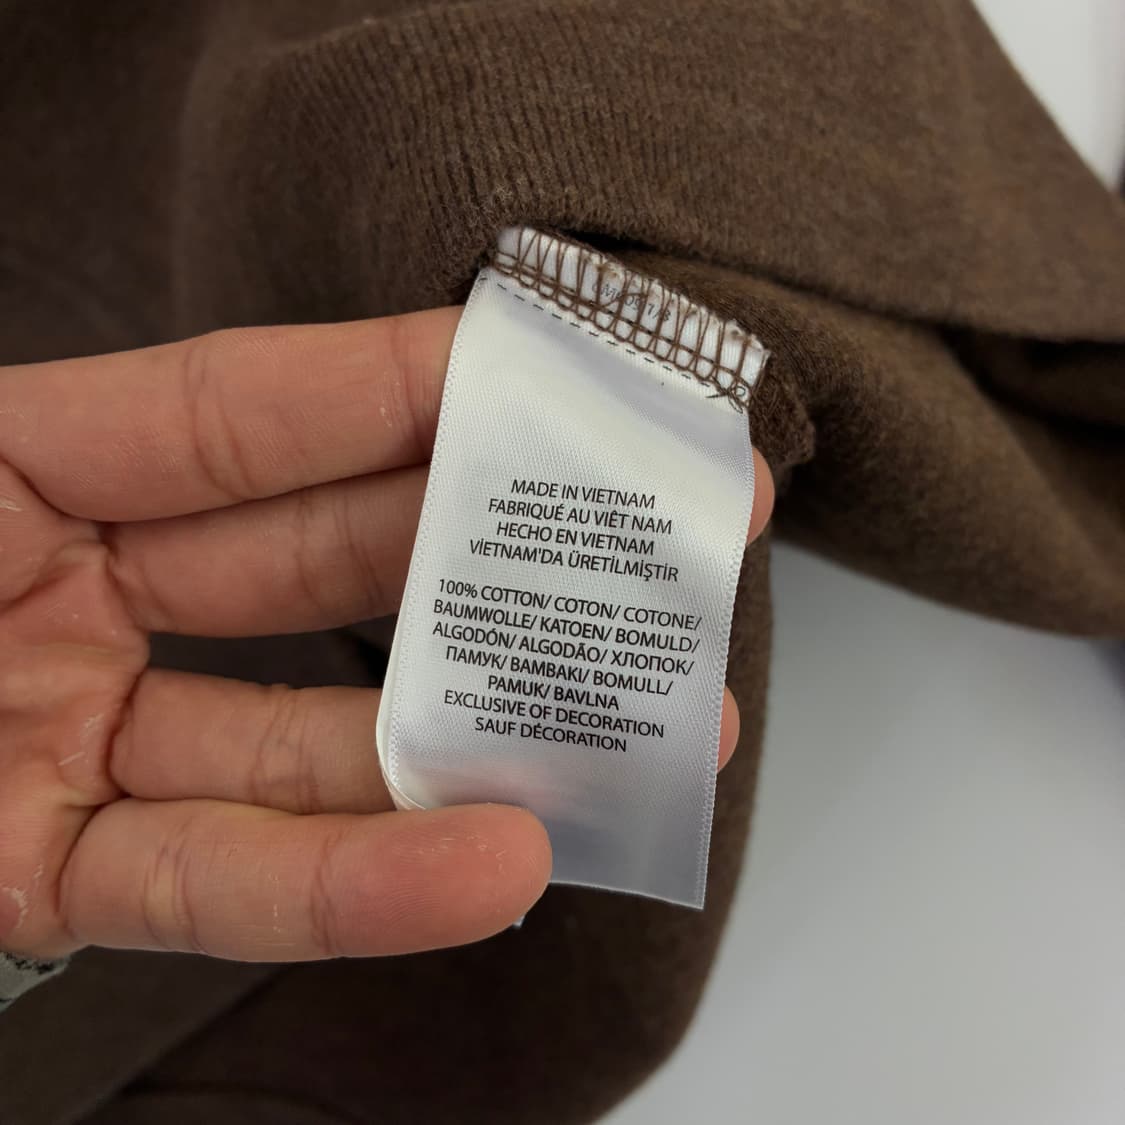 MADE IN VIETNAM
FABRIQUÉ AU VIÊT NAM
HECHO EN VIETNAM
VİETNAM'DA ÜRETİLMİŞTİR
100% COTTON/ COTON/ COTONE/
BAUMWOLLE/ KATOEN/ BOMULD/
ALGODÓN/ ALGODÃO/ ХЛОПОК/
ПАМУК/ BAMBAKI/ BOMULL/
PAMUK/ BAVLNA
EXCLUSIVE OF DECORATION
SAUF DÉCORATION